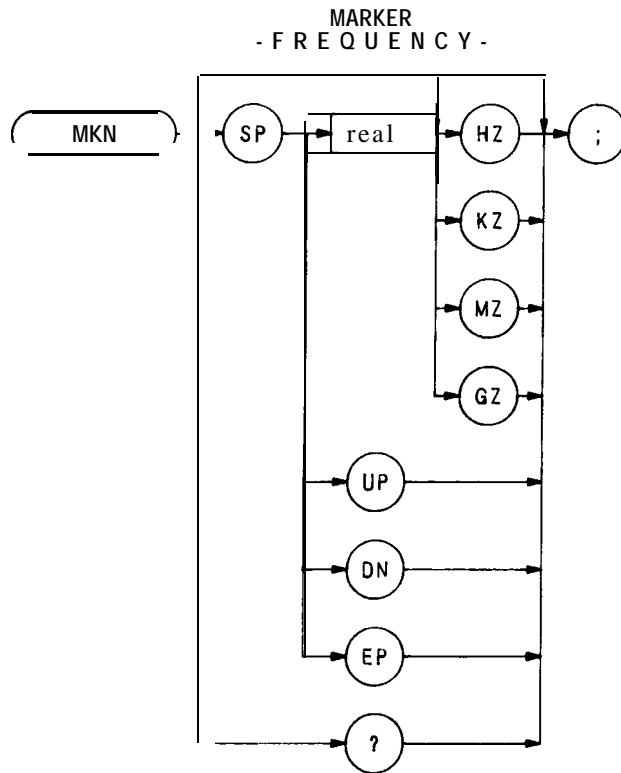 MARKER
- F R E Q U E N C Y -
MKN SP real HZ ;
KZ
MZ
GZ
UP
DN
EP
?